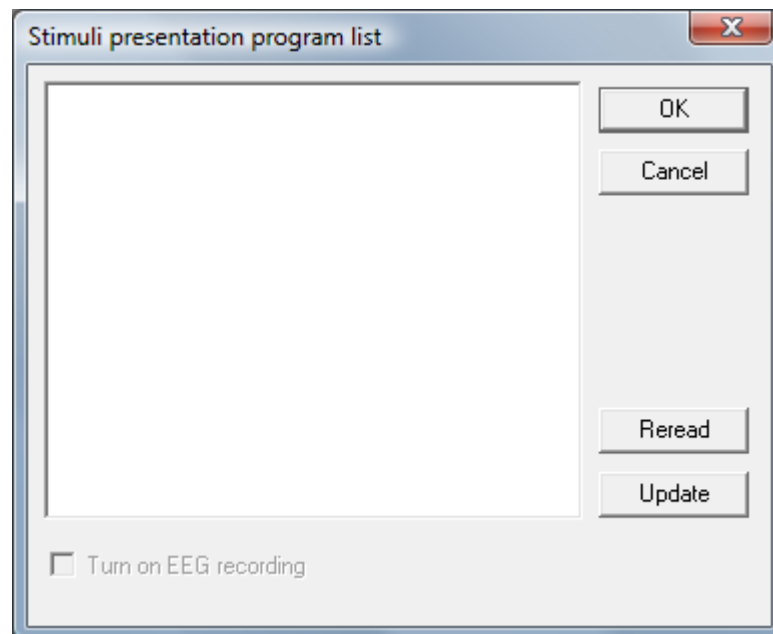 Stimuli presentation program list
OK
Cancel
Reread
Update
Turn on EEG recording